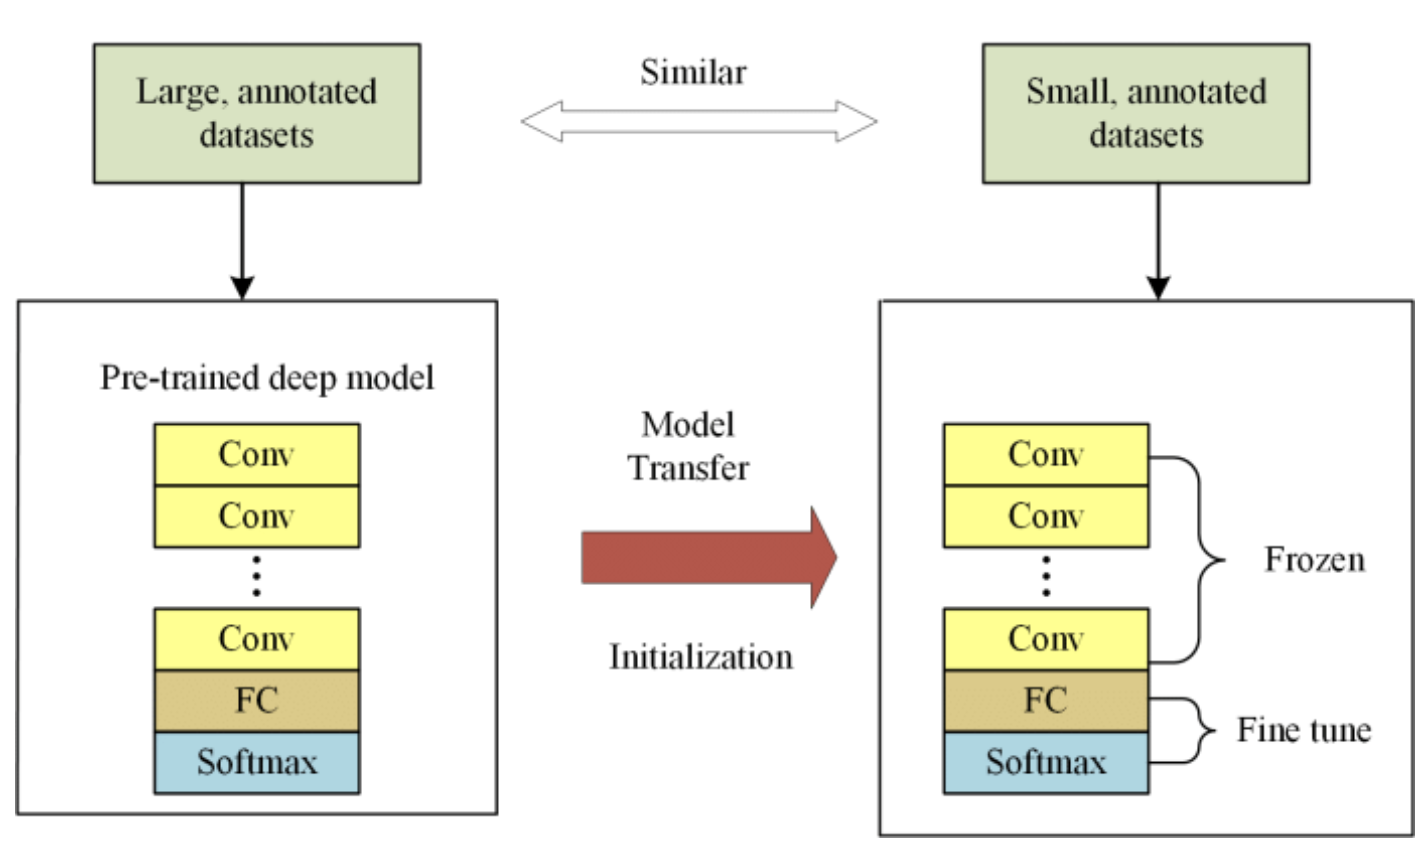 Large, annotated
datasets
Similar
Small, annotated
datasets
Pre-trained deep model
Conv
Conv
Conv
FC
Softmax
Model
Transfer
Initialization
Conv
Conv
Conv
FC
Softmax
Frozen
Fine tune